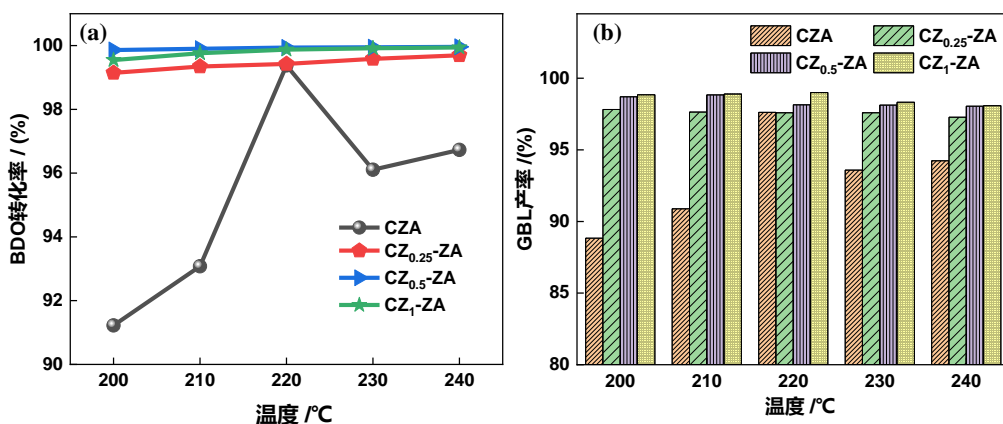 (a)
BDO转化率 / (%)
100
98
96
94
92
90
CZA
CZ0.25-ZA
CZ0.5-ZA
CZ1-ZA
200 210 220 230 240
温度 /℃
(b)
CZA CZ0.25-ZA
CZ0.5-ZA CZ1-ZA
GBL产率 /(%)
100
95
90
85
80
200 210 220 230 240
温度 /℃